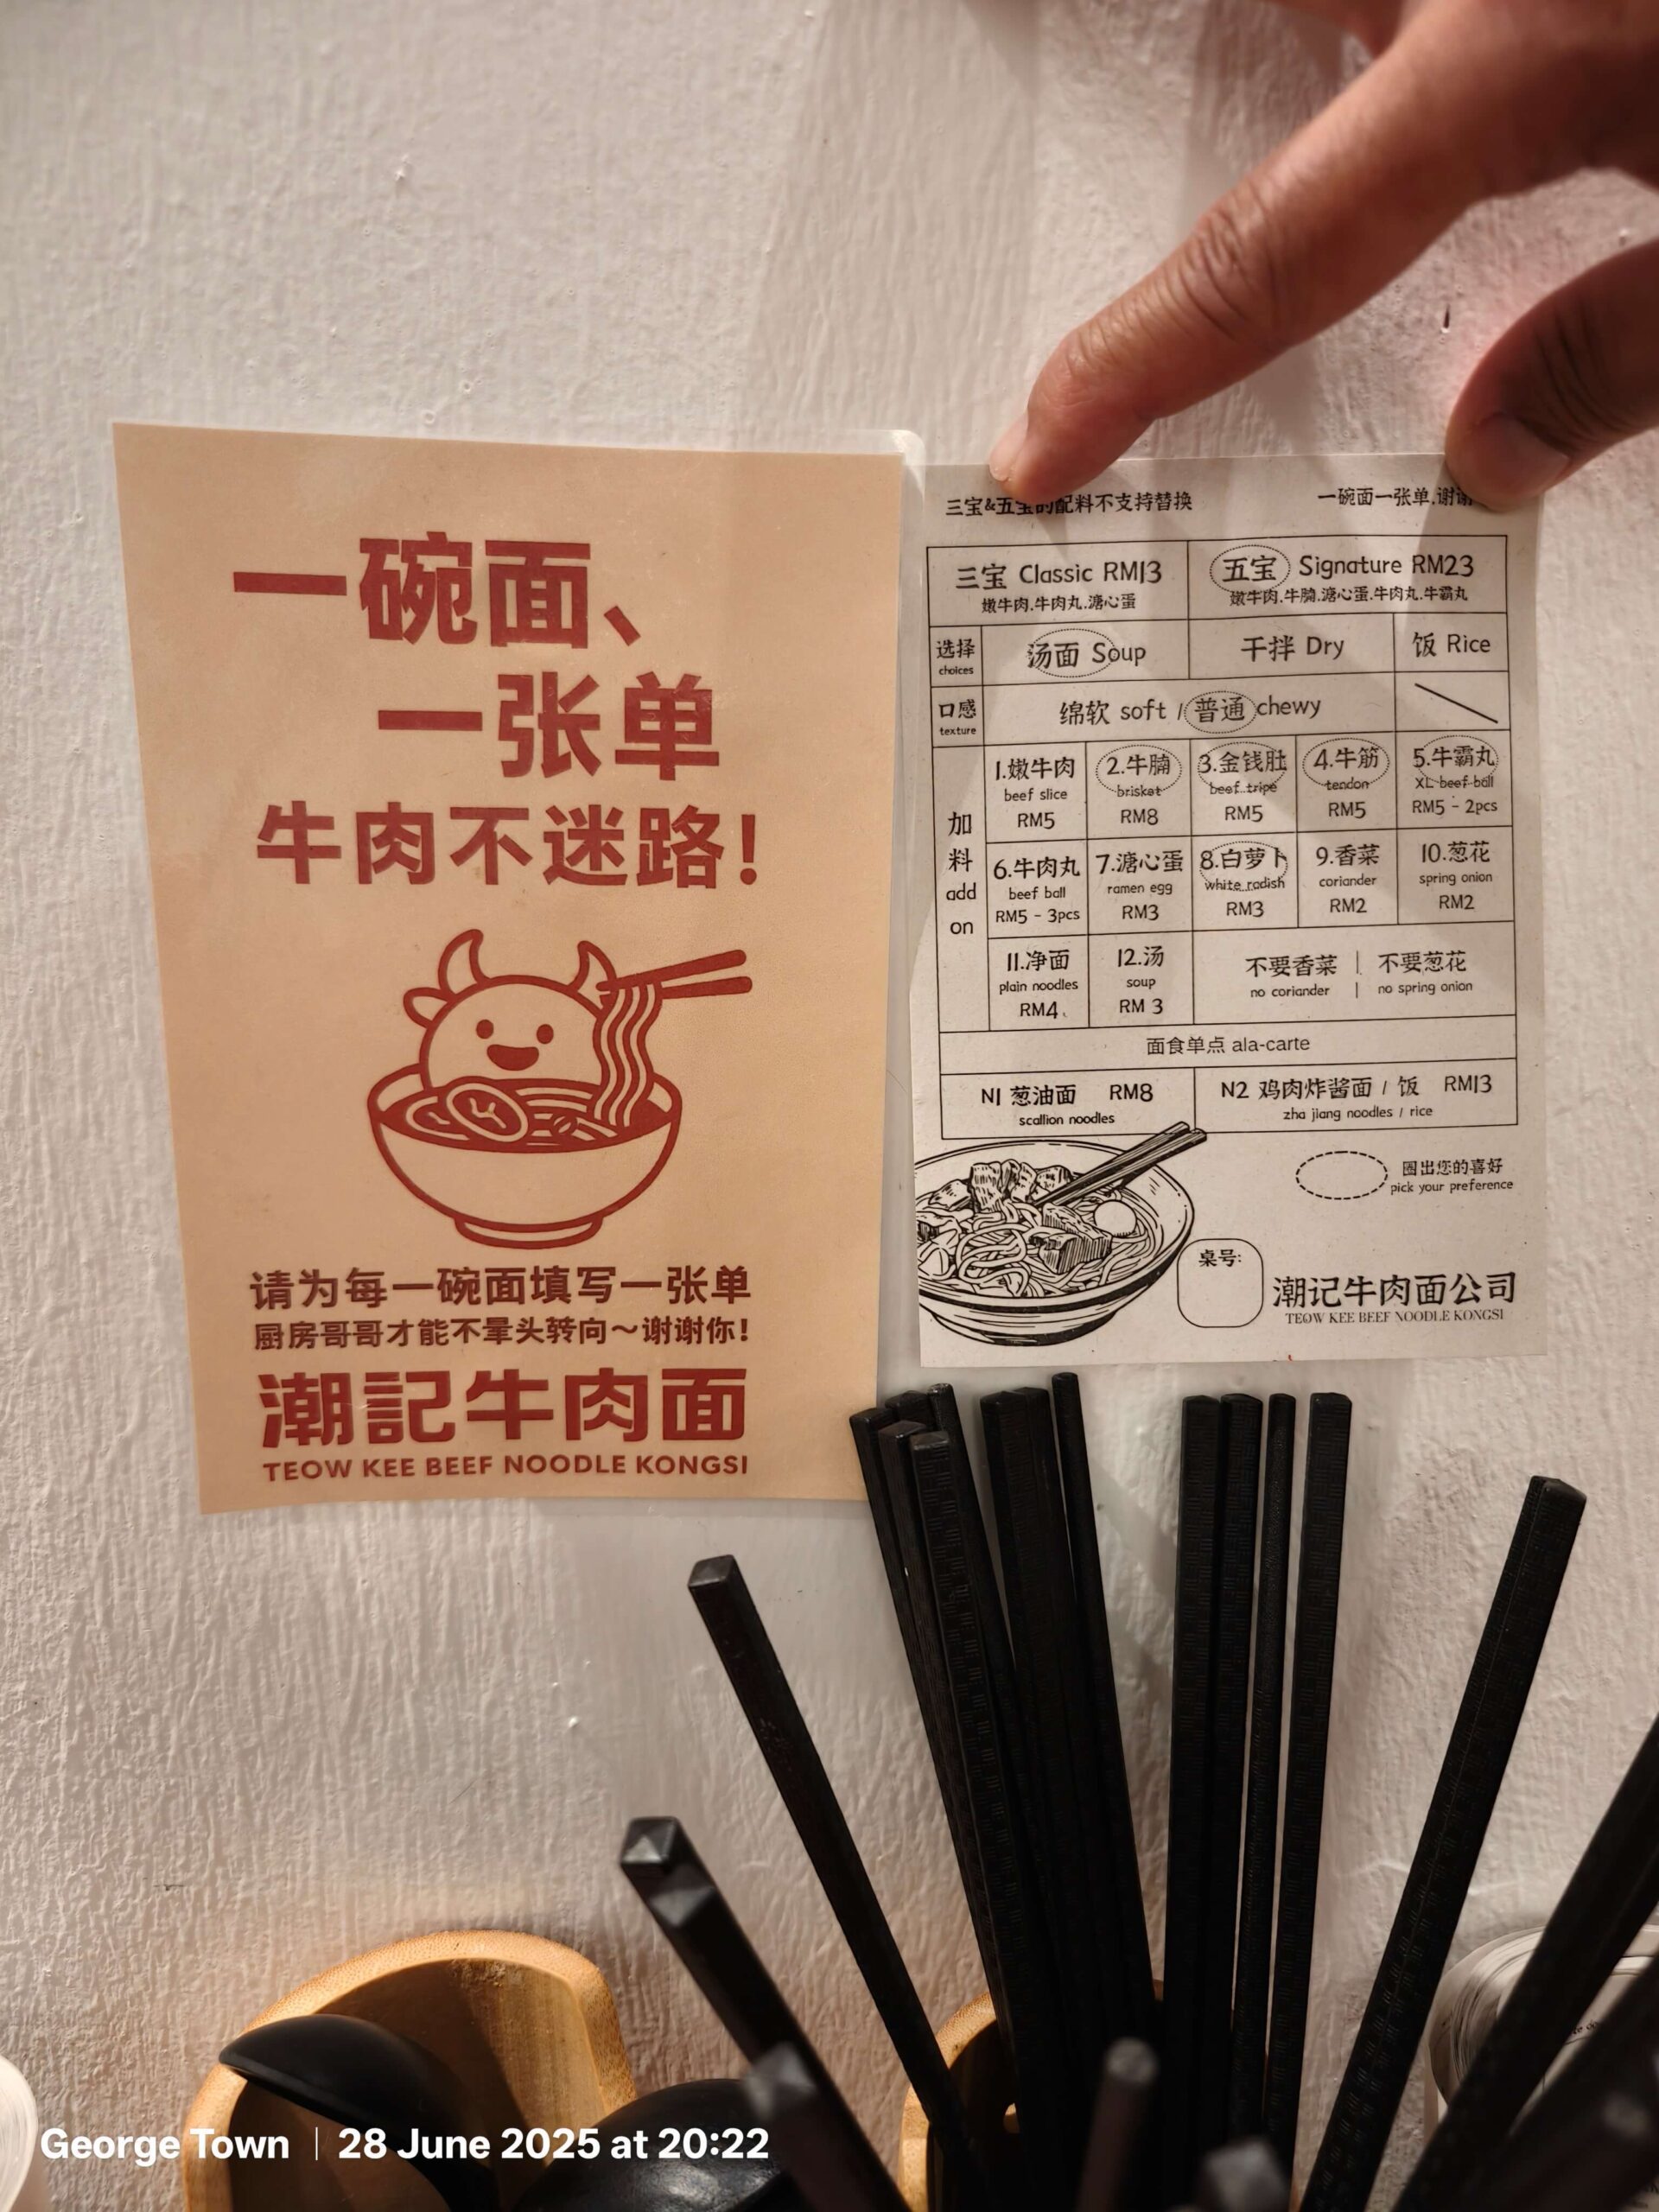 一碗面、
一张单
牛肉不迷路！
请为每一碗面填写一张单
厨房哥哥才能不晕头转向～谢谢你！
潮記牛肉面
TEOW KEE BEEF NOODLE KONGSI
三宝&五宝的配料不支持替换
一碗面一张单,谢谢
三宝 Classic RM13
嫩牛肉.牛肉丸.溏心蛋
五宝 Signature RM23
嫩牛肉.牛腩.溏心蛋.牛肉丸.牛霸丸
选择
choices
汤面 Soup
干拌 Dry
饭 Rice
口感
texture
绵软 soft / 普通 chewy
加
料
add
on
1.嫩牛肉
beef slice
RM5
2.牛腩
brisket
RM8
3.金钱肚
beef tripe
RM5
4.牛筋
tendon
RM5
5.牛霸丸
XL beef ball
RM5 - 2pcs
6.牛肉丸
beef ball
RM5 - 3pcs
7.溏心蛋
ramen egg
RM3
8.白萝卜
white radish
RM3
9.香菜
coriander
RM2
10.葱花
spring onion
RM2
11.净面
plain noodles
RM4
12.汤
soup
RM 3
不要香菜 | 不要葱花
no coriander | no spring onion
面食单点 ala-carte
N1 葱油面 RM8
scallion noodles
N2 鸡肉炸酱面 / 饭 RM13
zha jiang noodles / rice
圈出您的喜好
pick your preference
桌号:
潮记牛肉面公司
TEOW KEE BEEF NOODLE KONGSI
George Town | 28 June 2025 at 20:22